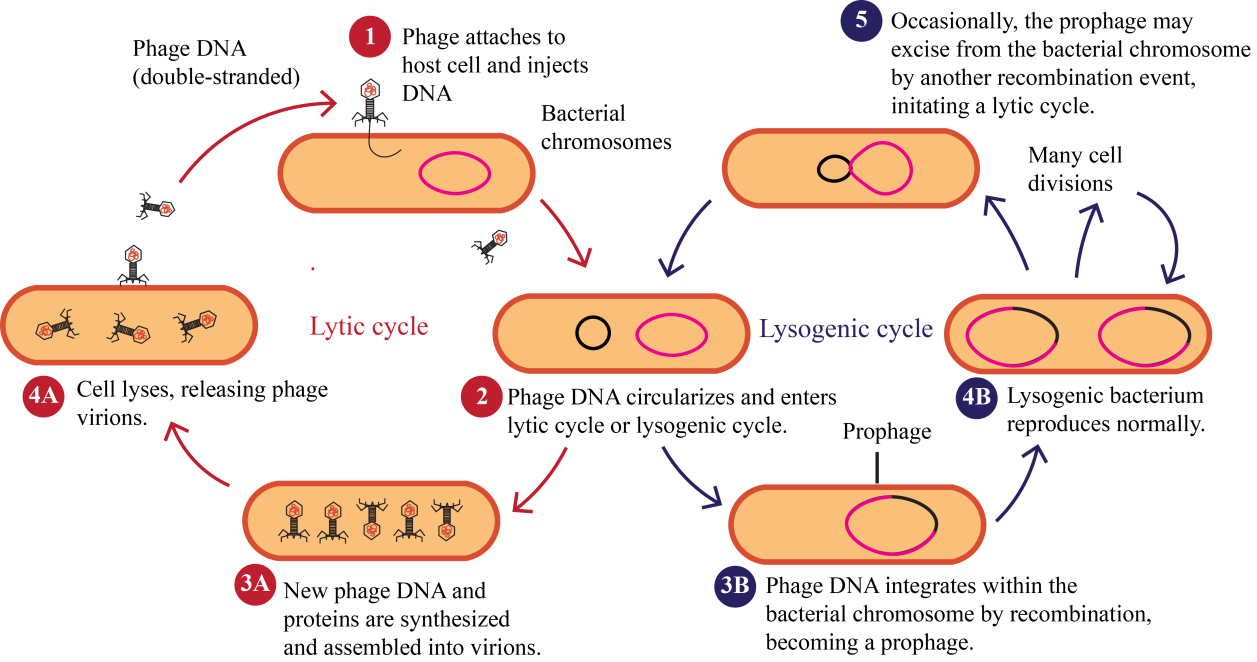 Phage DNA
(double-stranded)
1
Phage attaches to
host cell and injects
DNA
Bacterial
chromosomes
5
Occasionally, the prophage may
excise from the bacterial chromosome
by another recombination event,
initating a lytic cycle.
Many cell
divisions
Lytic cycle
Lysogenic cycle
4A
Cell lyses, releasing phage
virions.
2
Phage DNA circularizes and enters
lytic cycle or lysogenic cycle.
4B
Lysogenic bacterium
reproduces normally.
Prophage
3A
New phage DNA and
proteins are synthesized
and assembled into virions.
3B
Phage DNA integrates within the
bacterial chromosome by recombination,
becoming a prophage.